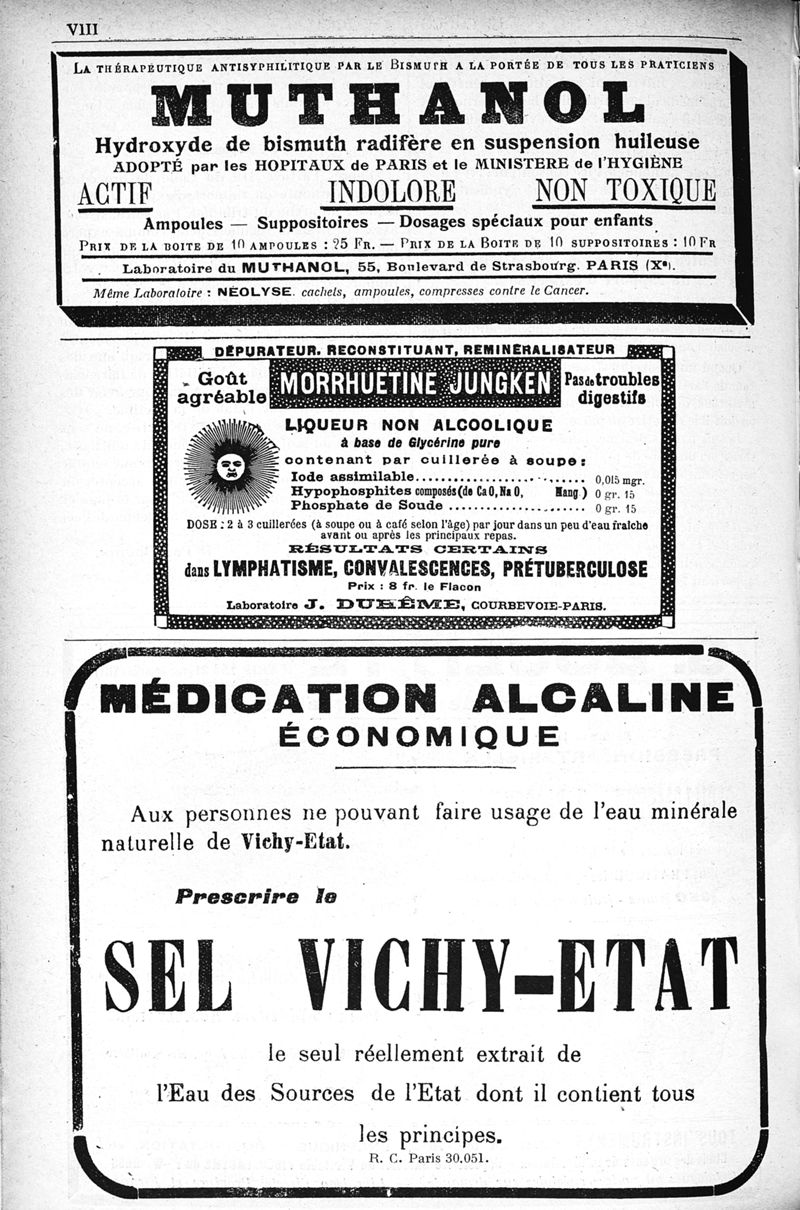 VIII
LA THÉRAPEUTIQUE ANTISYPHILITIQUE PAR LE BISMUTH A LA PORTÉE DE TOUS LES PRATICIENS
MUTHANOL
Hydroxyde de bismuth radifère en suspension huileuse
ADOPTÉ par les HOPITAUX de PARIS et le MINISTERE de l'HYGIÈNE
ACTIF INDOLORE NON TOXIQUE
Ampoules — Suppositoires — Dosages spéciaux pour enfants
PRIX DE LA BOITE DE 10 AMPOULES : 25 FR. — PRIX DE LA BOITE DE 10 SUPPOSITOIRES : 10 FR
Laboratoire du MUTHANOL, 55, Boulevard de Strasbourg. PARIS (Xe).
Même Laboratoire : NÉOLYSE. cachets, ampoules, compresses contre le Cancer.
DÉPURATEUR. RECONSTITUANT, REMINÉRALISATEUR
Goût agréable
MORRHUETINE JUNGKEN
Pas de troubles digestifs
LIQUEUR NON ALCOOLIQUE
à base de Glycérine pure
contenant par cuillerée à soupe:
Iode assimilable.................... 0,015 mgr.
Hypophosphites composés (de CaO, NaO, Mang) 0 gr. 15
Phosphate de Soude .................... 0 gr. 15
DOSE : 2 à 3 cuillerées (à soupe ou à café selon l'âge) par jour dans un peu d'eau fraîche
avant ou après les principaux repas.
RÉSULTATS CERTAINS
dans LYMPHATISME, CONVALESCENCES, PRÉTUBERCULOSE
Prix : 8 fr. le Flacon
Laboratoire J. DUHÊME, COURBEVOIE-PARIS.
MÉDICATION ALCALINE
ÉCONOMIQUE
Aux personnes ne pouvant faire usage de l'eau minérale
naturelle de Vichy-Etat.
Prescrire le
SEL VICHY-ETAT
le seul réellement extrait de
l'Eau des Sources de l'Etat dont il contient tous
les principes.
R. C. Paris 30.051.